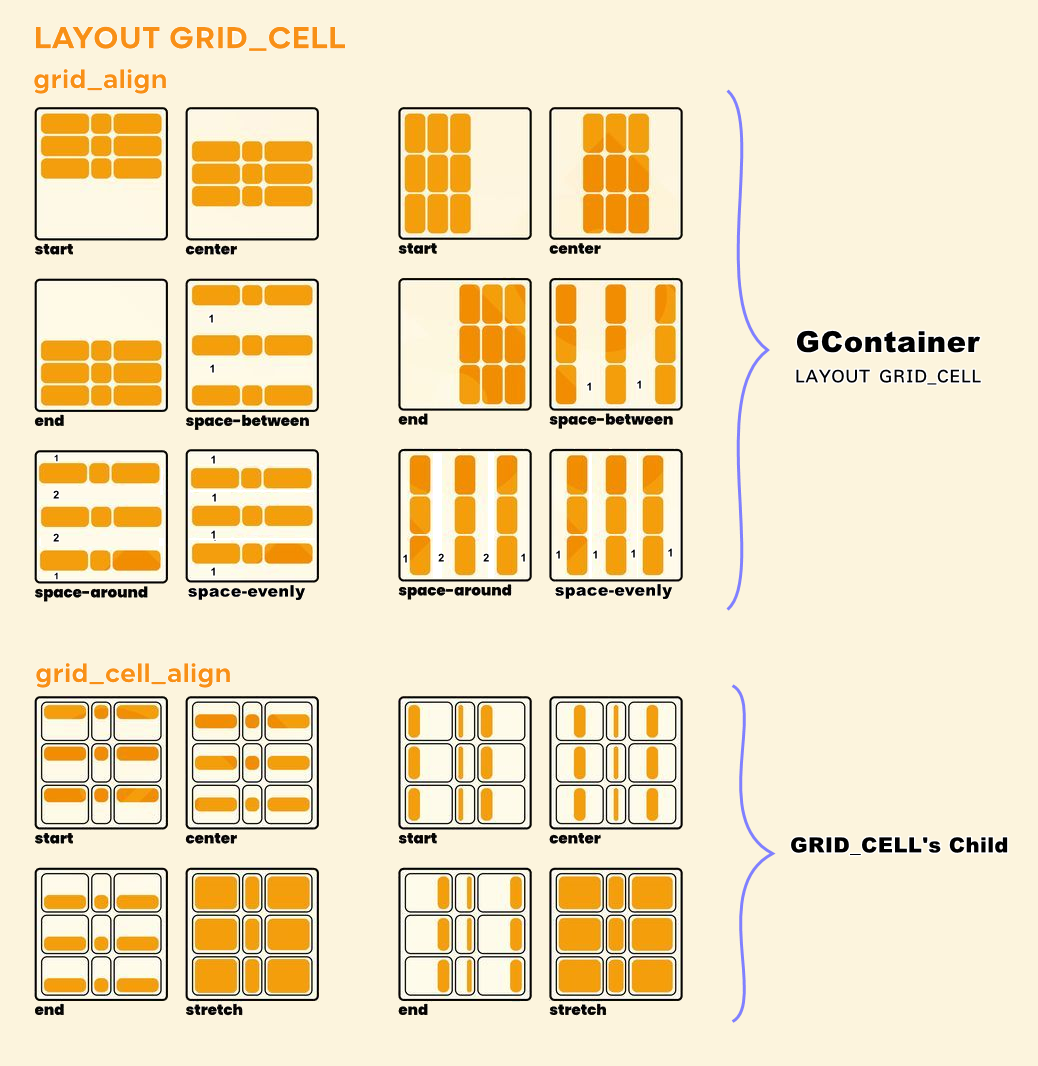 LAYOUT GRID_CELL
grid_align
start
center
start
center
end
1
1
space-between
end
1
1
space-between
1
2
2
1
space-around
1
1
1
1
space-evenly
1
2
2
1
space-around
1
1
1
1
space-evenly
GContainer
LAYOUT GRID_CELL
grid_cell_align
start
center
start
center
end
stretch
end
stretch
GRID_CELL's Child